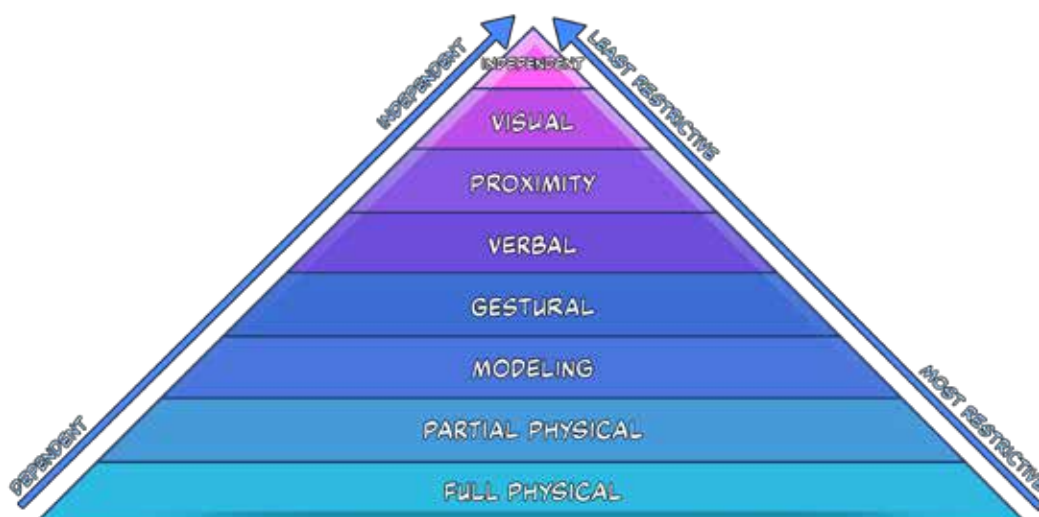 INDEPENDENT
LEAST RESTRICTIVE
INDEPENDENT
VISUAL
PROXIMITY
VERBAL
GESTURAL
MODELING
PARTIAL PHYSICAL
FULL PHYSICAL
DEPENDENT
MOST RESTRICTIVE